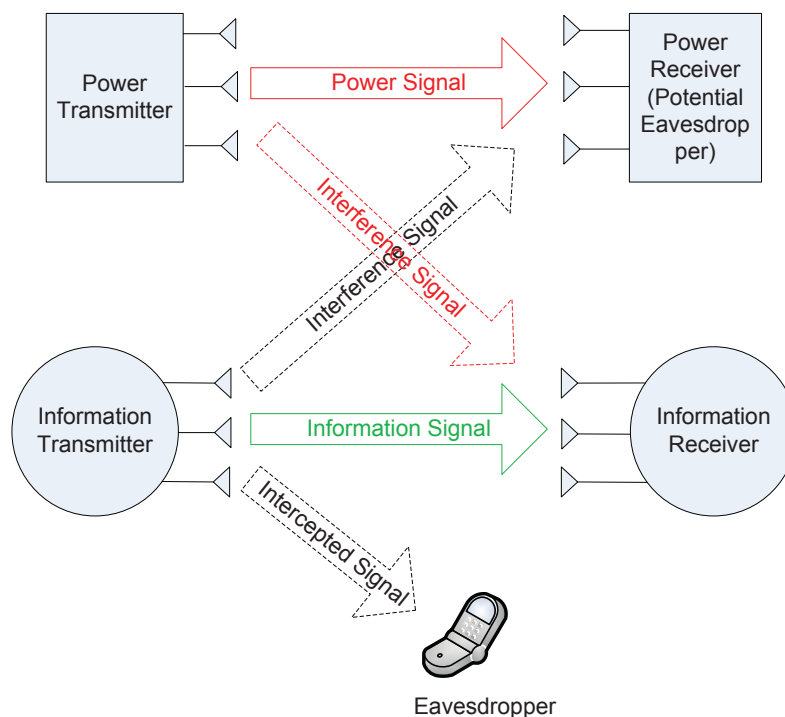 Power
Transmitter
Power Signal
Power
Receiver
(Potential
Eavesdrop
per)
Interference Signal
Interference Signal
Information
Transmitter
Information Signal
Information
Receiver
Intercepted Signal
Eavesdropper